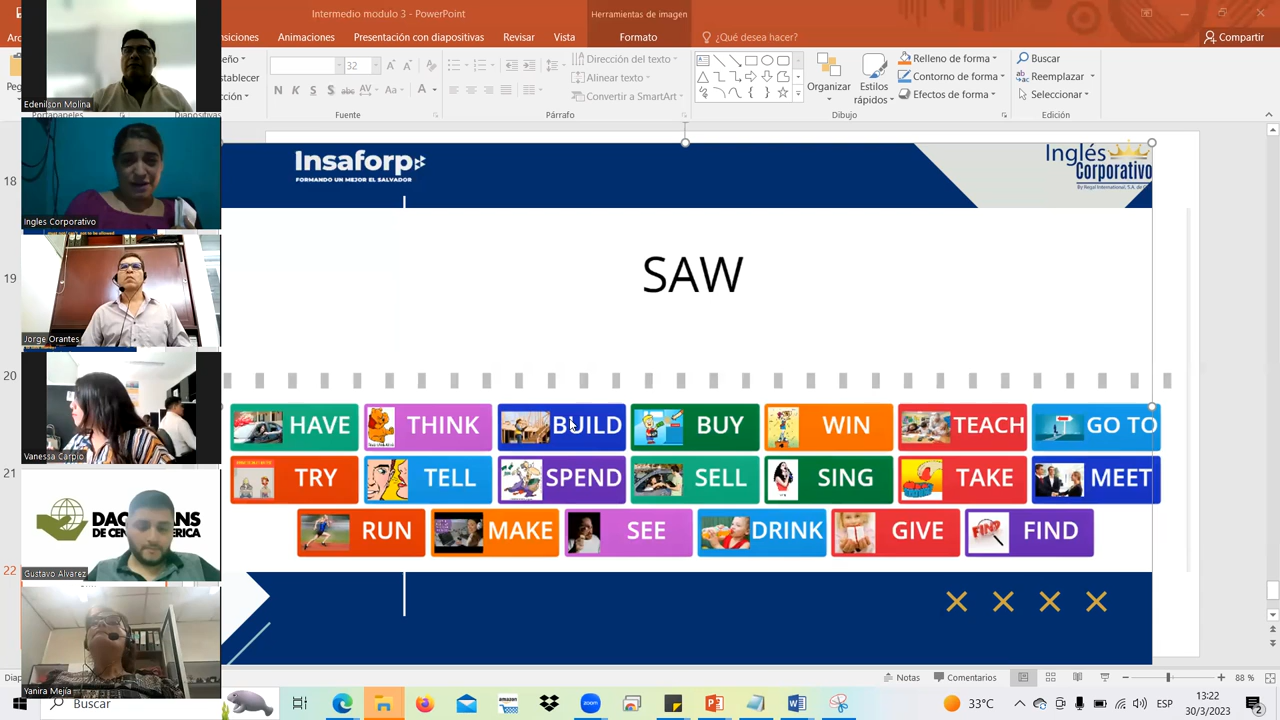 Intermedio modulo 3 - PowerPoint
Herramientas de imagen
Animaciones
Presentación con diapositivas
Revisar
Vista
Formato
¿Qué desea hacer?
Compartir
32
Dirección del texto
Alinear texto
Convertir a SmartArt
Organizar
Estilos
rápidos
Relleno de forma
Contorno de forma
Efectos de forma
Buscar
Reemplazar
Seleccionar
Portapapeles
Fuente
Párrafo
Dibujo
Edición
Edenilson Molina
Ingles Corporativo
Jorge Orantes
Vanessa Carpio
Gustavo Alvarez
Yanira Mejía
18
19
20
21
22
Insaforp
FORMANDO UN MEJOR EL SALVADOR
Inglés
Corporativo
SAW
HAVE
THINK
BUILD
BUY
WIN
TEACH
GO TO
TRY
TELL
SPEND
SELL
SING
TAKE
MEET
RUN
MAKE
SEE
DRINK
GIVE
FIND
Notas
Comentarios
88 %
Buscar
33°C
ESP
13:22
30/3/2023
2